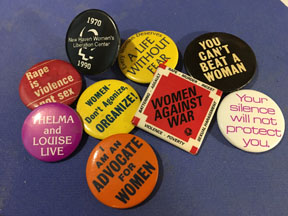 1970
New Haven Women's
Liberation Center
1990
A LIFE
WITHOUT
FEAR
YOU
CAN'T
BEAT A
WOMAN
Rape is
violence
not sex
WOMEN-
Don't Agonize,
ORGANIZE!
WOMEN
AGAINST
WAR
VIOLENCE
POVERTY
Your
silence
will not
protect
you.
THELMA
and
LOUISE
LIVE
I
AM AN
ADVOCATE
FOR
WOMEN